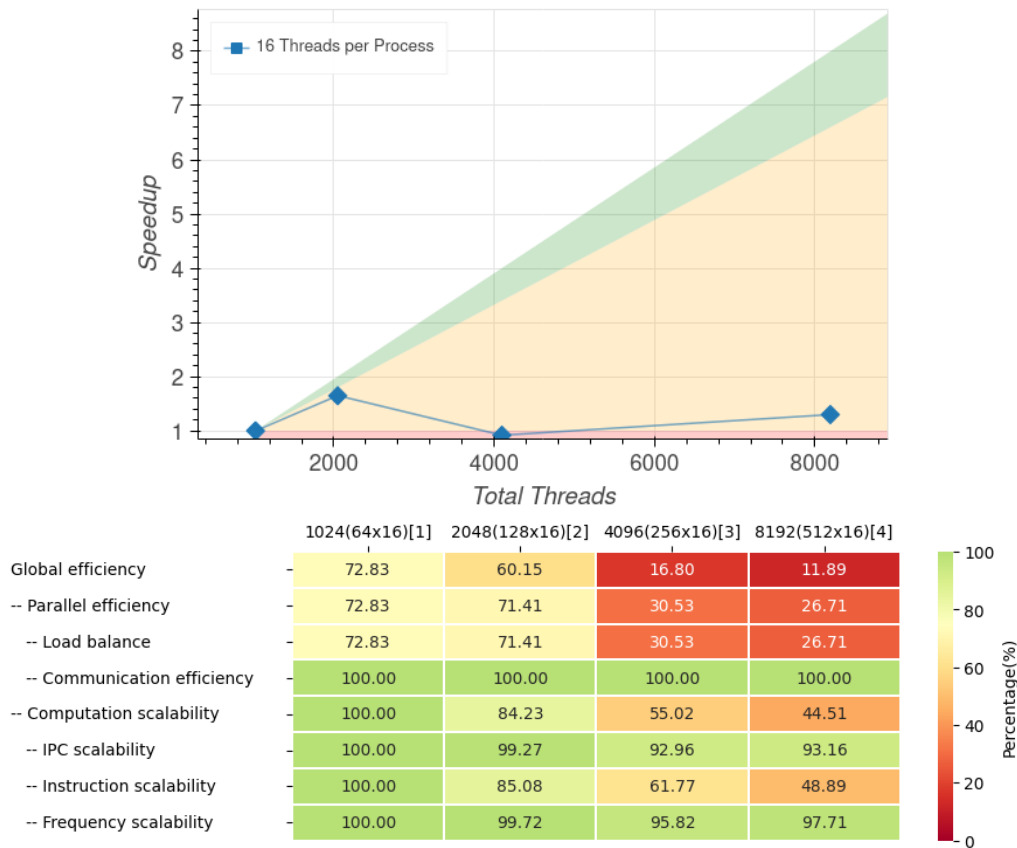 16 Threads per Process
8
7
6
5
4
3
2
1
Speedup
2000 4000 6000 8000
Total Threads
1024(64x16)[1] 2048(128x16)[2] 4096(256x16)[3] 8192(512x16)[4]
Global efficiency 72.83 60.15 16.80 11.89
-- Parallel efficiency 72.83 71.41 30.53 26.71
-- Load balance 72.83 71.41 30.53 26.71
-- Communication efficiency 100.00 100.00 100.00 100.00
-- Computation scalability 100.00 84.23 55.02 44.51
-- IPC scalability 100.00 99.27 92.96 93.16
-- Instruction scalability 100.00 85.08 61.77 48.89
-- Frequency scalability 100.00 99.72 95.82 97.71
100
80
60
40
20
0
Percentage(%)